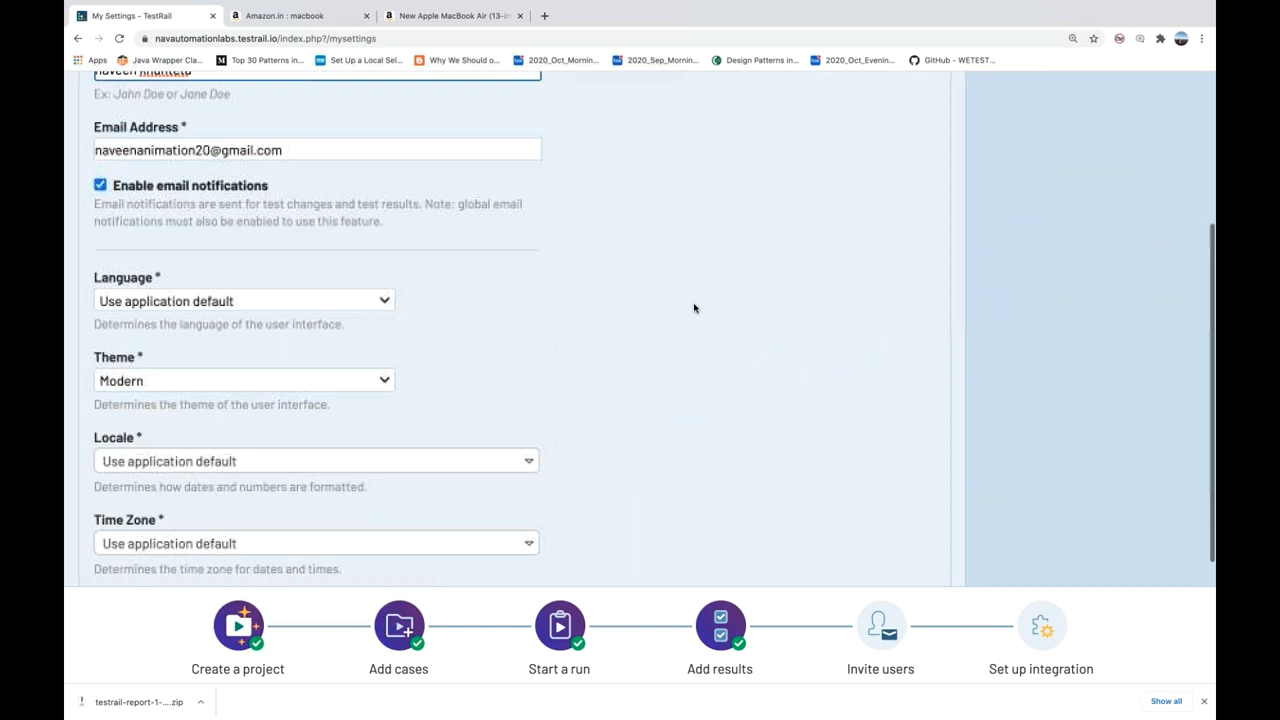 My Settings - TestRail
Amazon.in : macbook
New Apple MacBook Air (13-in
navautomationlabs.testrail.io/index.php?/mysettings
Apps
Java Wrapper Cla...
Top 30 Patterns in...
Set Up a Local Sel...
Why We Should o...
2020_Oct_Mornin...
2020_Sep_Mornin...
Design Patterns in...
2020_Oct_Evenin...
GitHub - WETEST...
naveen
Ex: John Doe or Jane Doe
Email Address *
naveenanimation20@gmail.com
Enable email notifications
Email notifications are sent for test changes and test results. Note: global email
notifications must also be enabled to use this feature.
Language *
Use application default
Determines the language of the user interface.
Theme *
Modern
Determines the theme of the user interface.
Locale *
Use application default
Determines how dates and numbers are formatted.
Time Zone *
Use application default
Determines the time zone for dates and times.
Create a project
Add cases
Start a run
Add results
Invite users
Set up integration
testrail-report-1-....zip
Show all